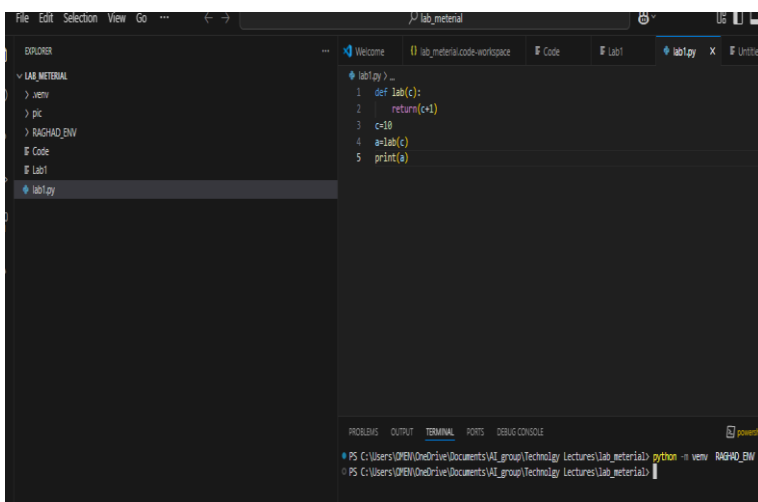 File Edit Selection View Go ··· ← → lab_meterial
EXPLORER ···
LAB_METERIAL
.venv
pic
RAGHAD_ENV
Code
Lab1
lab1.py
Welcome {} lab_meterial.code-workspace Code Lab1 lab1.py X
lab1.py > ...
1 def lab(c):
2 return(c+1)
3 c=10
4 a=lab(c)
5 print(a)
PROBLEMS OUTPUT TERMINAL PORTS DEBUG CONSOLE
PS C:\Users\OMEN\OneDrive\Documents\AI_group\Technolgy Lectures\lab_meterial> python -m venv RAGHAD_ENV
PS C:\Users\OMEN\OneDrive\Documents\AI_group\Technolgy Lectures\lab_meterial>